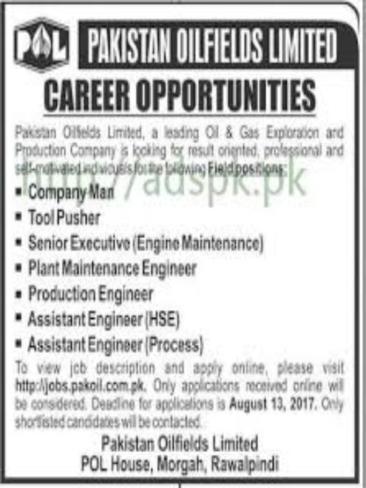 POL PAKISTAN OILFIELDS LIMITED
CAREER OPPORTUNITIES
Pakistan Oilfields Limited, a leading Oil & Gas Exploration and
Production Company is looking for result oriented, professional and
self-motivated individuals for the following Field positions:
http://adspk.pk
▪ Company Man
▪ Tool Pusher
▪ Senior Executive (Engine Maintenance)
▪ Plant Maintenance Engineer
▪ Production Engineer
▪ Assistant Engineer (HSE)
▪ Assistant Engineer (Process)
To view job description and apply online, please visit
http://jobs.pakoil.com.pk. Only applications received online will
be considered. Deadline for applications is August 13, 2017. Only
shortlisted candidates will be contacted.
Pakistan Oilfields Limited
POL House, Morgah, Rawalpindi